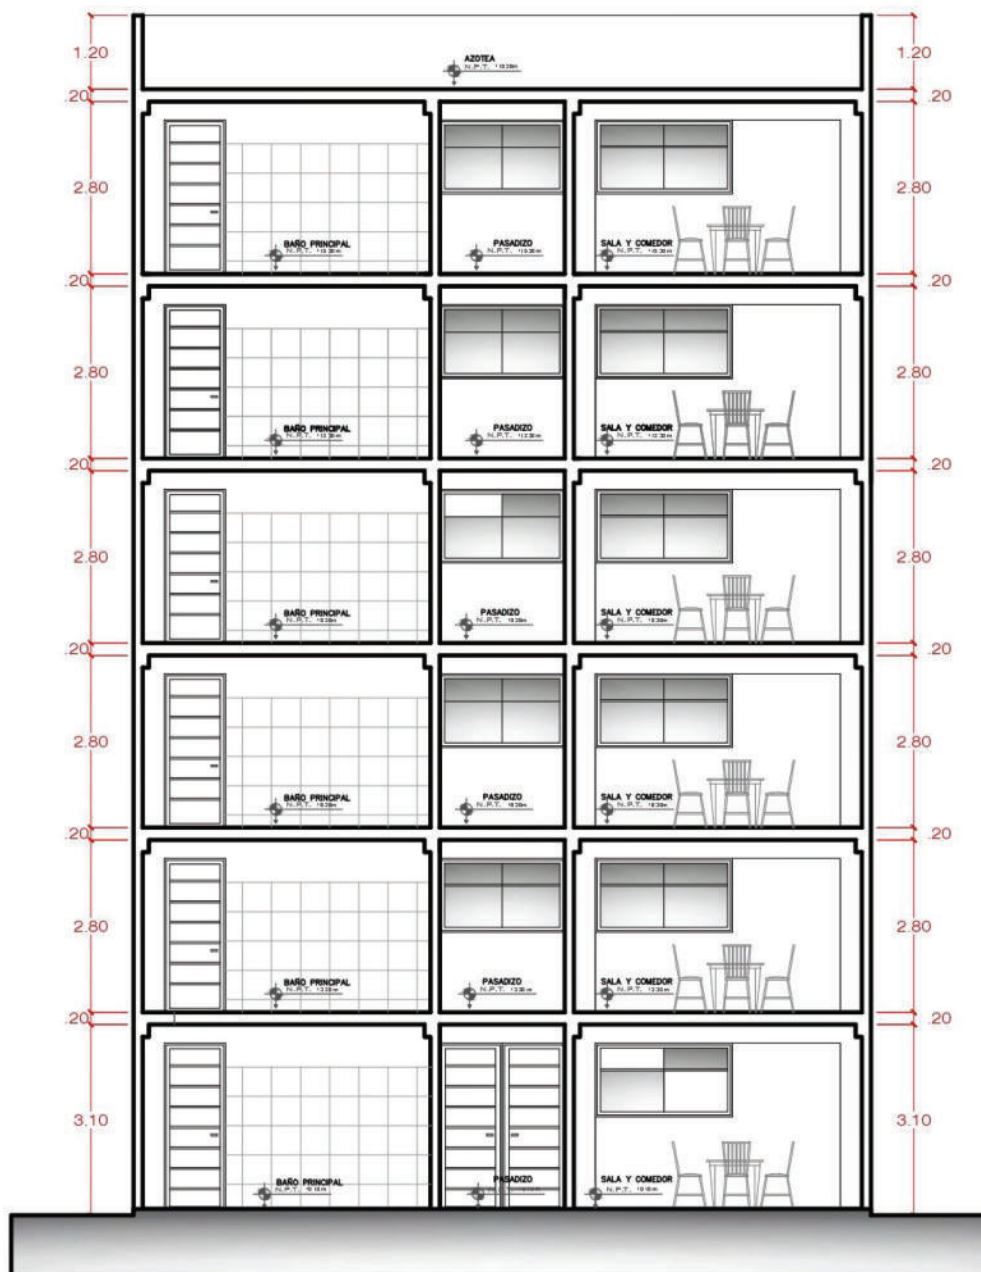 1.20
1.20
AZOTEA
N.P.T.
.20
.20
2.80
2.80
BAÑO PRINCIPAL
N.P.T.
PASADIZO
N.P.T.
SALA Y COMEDOR
N.P.T.
.20
.20
2.80
2.80
BAÑO PRINCIPAL
N.P.T.
PASADIZO
N.P.T.
SALA Y COMEDOR
N.P.T.
.20
.20
2.80
2.80
BAÑO PRINCIPAL
N.P.T.
PASADIZO
N.P.T.
SALA Y COMEDOR
N.P.T.
.20
.20
2.80
2.80
BAÑO PRINCIPAL
N.P.T.
PASADIZO
N.P.T.
SALA Y COMEDOR
N.P.T.
.20
.20
2.80
2.80
BAÑO PRINCIPAL
N.P.T.
PASADIZO
N.P.T.
SALA Y COMEDOR
N.P.T.
.20
.20
3.10
3.10
BAÑO PRINCIPAL
N.P.T.
PASADIZO
SALA Y COMEDOR
N.P.T.